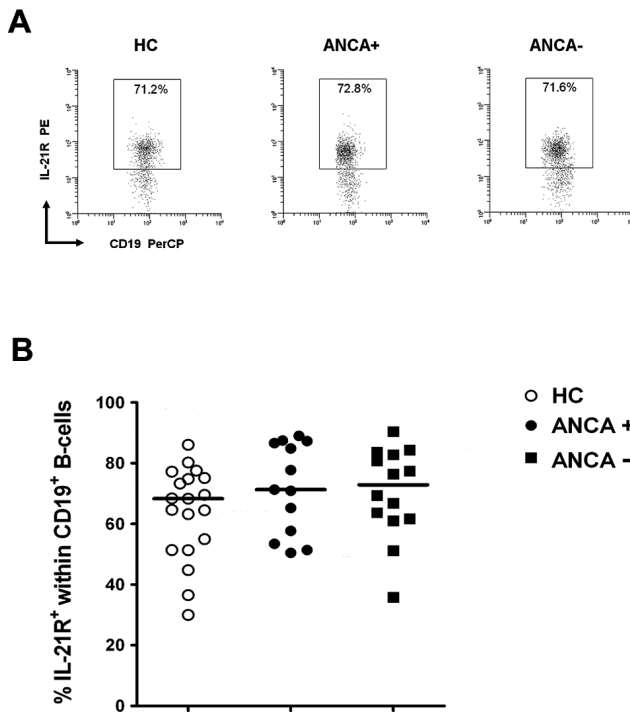 A
HC
ANCA+
ANCA-
71.2%
72.8%
71.6%
IL-21R PE
CD19 PerCP
B
% IL-21R+ within CD19+ B-cells
100
80
60
40
20
0
HC
ANCA +
ANCA -